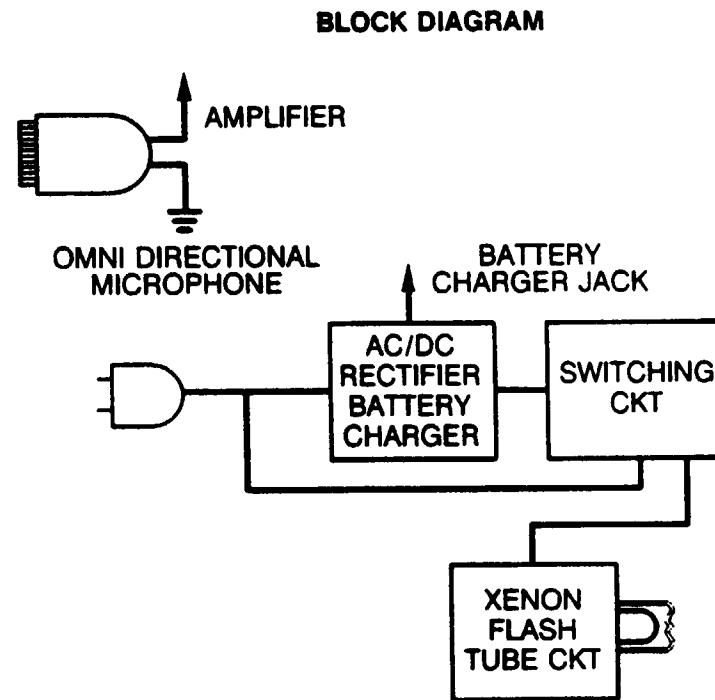 BLOCK DIAGRAM
AMPLIFIER
OMNI DIRECTIONAL
MICROPHONE
BATTERY
CHARGER JACK
AC/DC
RECTIFIER
BATTERY
CHARGER
SWITCHING
CKT
XENON
FLASH
TUBE CKT